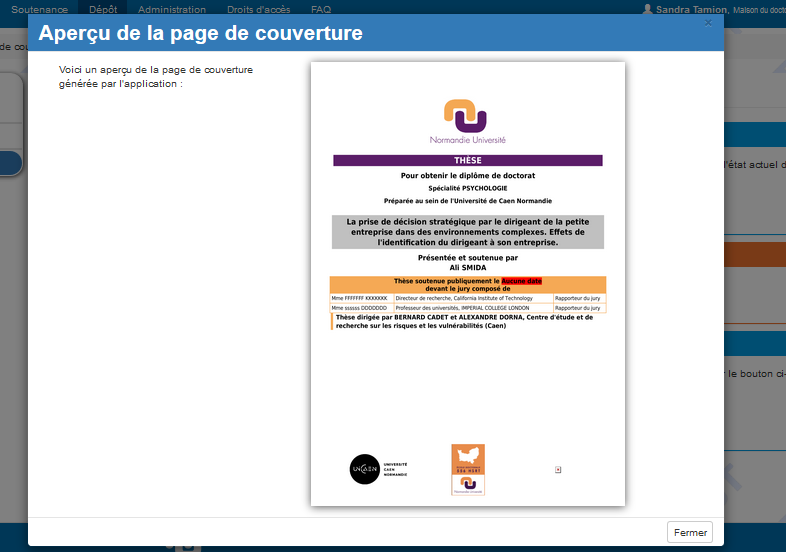 Soutenance Dépôt Administration Droits d'accès FAQ Sandra Tamion, Maison du docto
Aperçu de la page de couverture
×
de cou
Voici un aperçu de la page de couverture
générée par l'application :
Normandie Université
THÈSE
Pour obtenir le diplôme de doctorat
Spécialité PSYCHOLOGIE
Préparée au sein de l'Université de Caen Normandie
La prise de décision stratégique par le dirigeant de la petite
entreprise dans des environnements complexes. Effets de
l'identification du dirigeant à son entreprise.
Présentée et soutenue par
Ali SMIDA
Thèse soutenue publiquement le Aucune date
devant le jury composé de
Mme FFFFFFF KKKKKKK Directeur de recherche, California Institute of Technology Rapporteur du jury
Mme ssssss DDDDDDD Professeur des universités, IMPERIAL COLLEGE LONDON Rapporteur du jury
Thèse dirigée par BERNARD CADET et ALEXANDRE DORNA, Centre d'étude et de
recherche sur les risques et les vulnérabilités (Caen)
l'état actuel d
le bouton ci-
UNICAEN
UNIVERSITÉ
CAEN
NORMANDIE
Normandie Université
Fermer